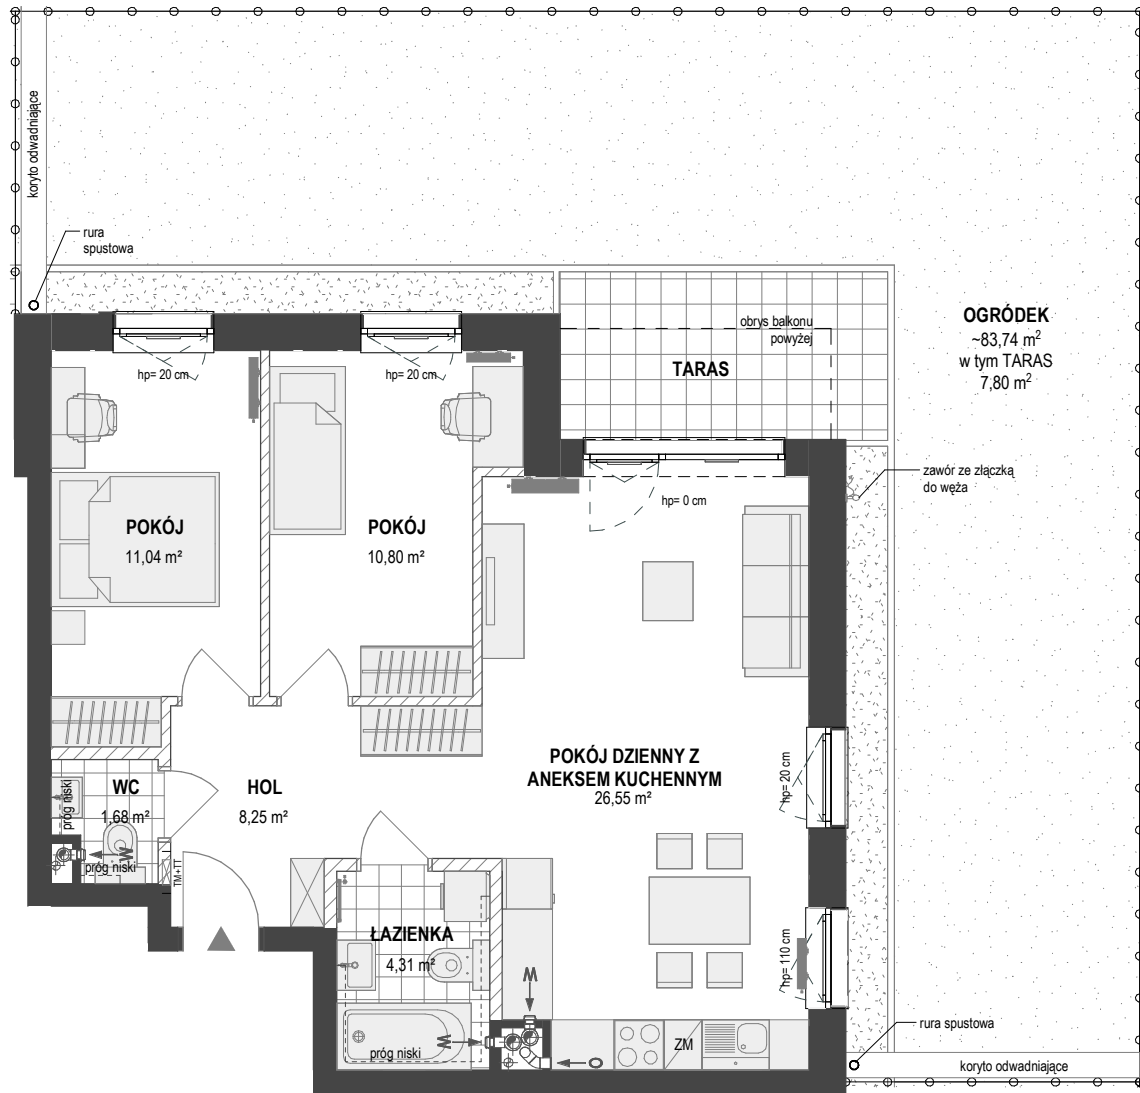 koryto odwadniające
rura
spustowa
obrys balkonu
powyżej
TARAS
OGRÓDEK
~83,74 m²
w tym TARAS
7,80 m²
hp= 20 cm
hp= 20 cm
zawór ze złączką
do węża
hp= 0 cm
POKÓJ
11,04 m²
POKÓJ
10,80 m²
POKÓJ DZIENNY Z
ANEKSEM KUCHENNYM
26,55 m²
hp= 20 cm
WC
1,68 m²
HOL
8,25 m²
próg niski
próg niski
W
TM+TT
ŁAZIENKA
4,31 m²
hp= 110 cm
W
W
próg niski
O
ZM
rura spustowa
koryto odwadniające